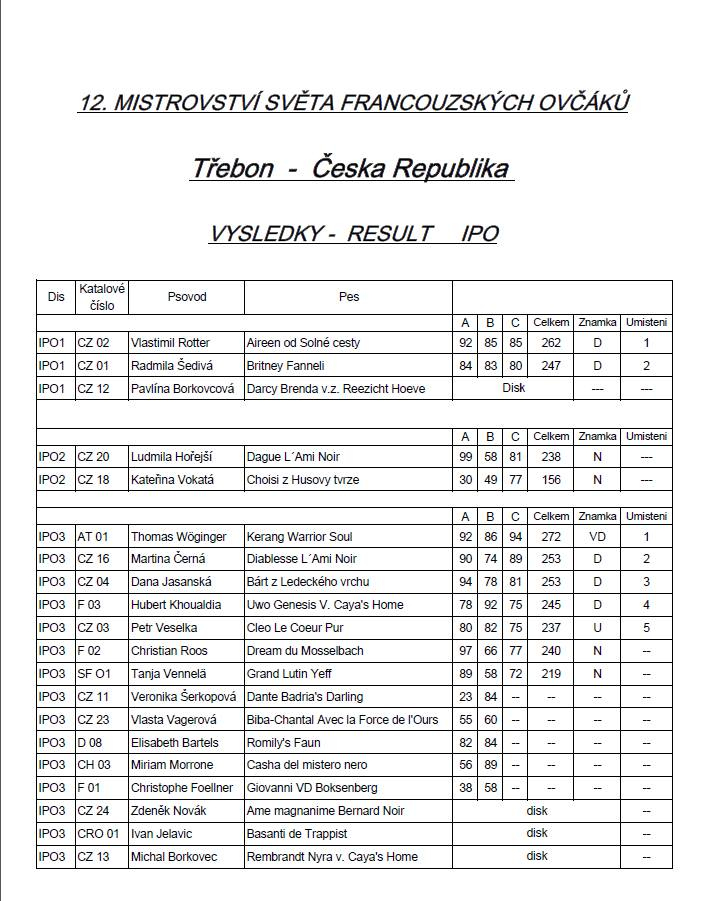 12. MISTROVSTVÍ SVĚTA FRANCOUZSKÝCH OVČÁKŮ
Třebon - Česka Republika
VYSLEDKY - RESULT IPO
Dis Katalové číslo Psovod Pes
A B C Celkem Znamka Umisteni
IPO1 CZ 02 Vlastimil Rotter Aireen od Solné cesty 92 85 85 262 D 1
IPO1 CZ 01 Radmila Šedivá Britney Fanneli 84 83 80 247 D 2
IPO1 CZ 12 Pavlína Borkovcová Darcy Brenda v.z. Reezicht Hoeve Disk --- ---
A B C Celkem Znamka Umisteni
IPO2 CZ 20 Ludmila Hořejší Dague L´Ami Noir 99 58 81 238 N ---
IPO2 CZ 18 Kateřina Vokatá Choisi z Husovy tvrze 30 49 77 156 N ---
A B C Celkem Znamka Umisteni
IPO3 AT 01 Thomas Wöginger Kerang Warrior Soul 92 86 94 272 VD 1
IPO3 CZ 16 Martina Černá Diablesse L´Ami Noir 90 74 89 253 D 2
IPO3 CZ 04 Dana Jasanská Bárt z Ledeckého vrchu 94 78 81 253 D 3
IPO3 F 03 Hubert Khoualdia Uwo Genesis V. Caya's Home 78 92 75 245 D 4
IPO3 CZ 03 Petr Veselka Cleo Le Coeur Pur 80 82 75 237 U 5
IPO3 F 02 Christian Roos Dream du Mosselbach 97 66 77 240 N --
IPO3 SF O1 Tanja Vennelä Grand Lutin Yeff 89 58 72 219 N --
IPO3 CZ 11 Veronika Šerkopová Dante Badria's Darling 23 84 -- -- -- --
IPO3 CZ 23 Vlasta Vagerová Biba-Chantal Avec la Force de l'Ours 55 60 -- -- -- --
IPO3 D 08 Elisabeth Bartels Romily's Faun 82 84 -- -- -- --
IPO3 CH 03 Miriam Morrone Casha del mistero nero 56 89 -- -- -- --
IPO3 F 01 Christophe Foellner Giovanni VD Boksenberg 38 58 -- -- -- --
IPO3 CZ 24 Zdeněk Novák Ame magnanime Bernard Noir disk --
IPO3 CRO 01 Ivan Jelavic Basanti de Trappist disk --
IPO3 CZ 13 Michal Borkovec Rembrandt Nyra v. Caya's Home disk --